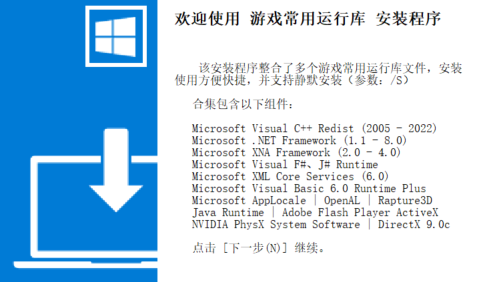 欢迎使用 游戏常用运行库 安装程序
该安装程序整合了多个游戏常用运行库文件，安装
使用方便快捷，并支持静默安装（参数：/S）
合集包含以下组件：
Microsoft Visual C++ Redist (2005 - 2022)
Microsoft .NET Framework (1.1 - 8.0)
Microsoft XNA Framework (2.0 - 4.0)
Microsoft Visual F#、J# Runtime
Microsoft XML Core Services (6.0)
Microsoft Visual Basic 6.0 Runtime Plus
Microsoft AppLocale | OpenAL | Rapture3D
Java Runtime | Adobe Flash Player ActiveX
NVIDIA PhysX System Software | DirectX 9.0c
点击 [下一步(N)] 继续。